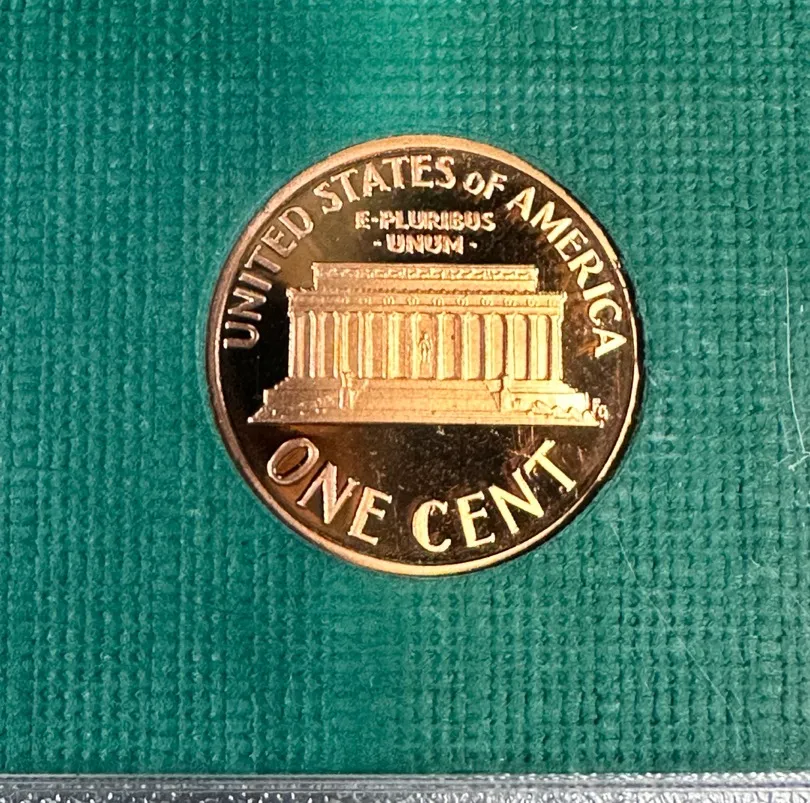 UNITED STATES oF AMERICA
E·PLURIBUS
·UNUM·
ONE CENT